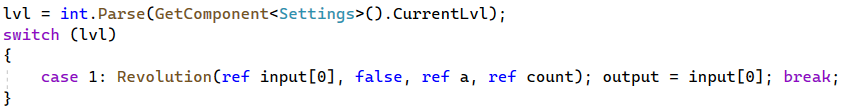 lvl = int.Parse(GetComponent<Settings>().CurrentLvl);
switch (lvl)
{
    case 1: Revolution(ref input[0], false, ref a, ref count); output = input[0]; break;
}